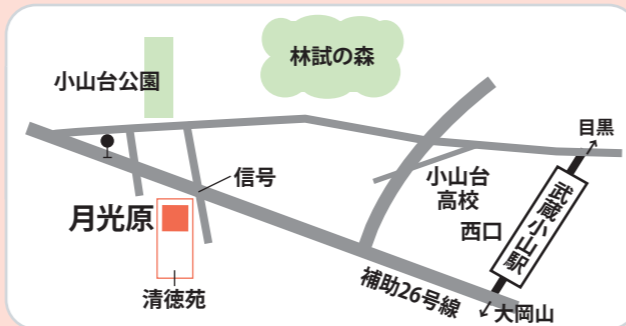 林試の森
小山台公園
目黒
信号
小山台
高校
月光原
西口
武蔵小山駅
清徳苑
補助26号線
大岡山